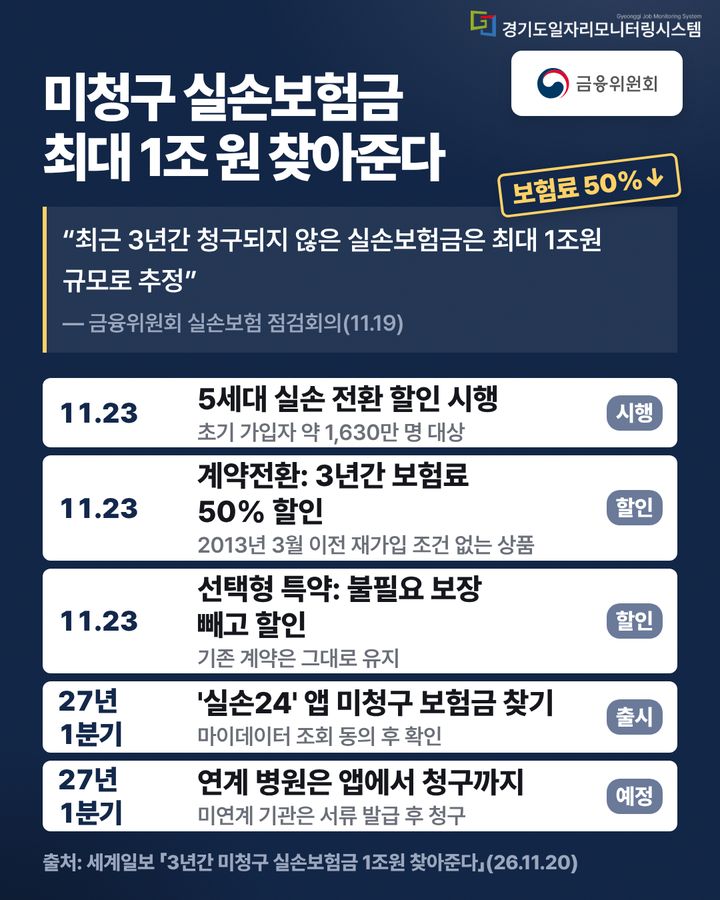 Gyeonggi Job Monitoring System
경기도일자리모니터링시스템
금융위원회
미청구 실손보험금
최대 1조 원 찾아준다
보험료 50%↓
“최근 3년간 청구되지 않은 실손보험금은 최대 1조원
규모로 추정”
— 금융위원회 실손보험 점검회의(11.19)
11.23
5세대 실손 전환 할인 시행
초기 가입자 약 1,630만 명 대상
시행
11.23
계약전환: 3년간 보험료
50% 할인
2013년 3월 이전 재가입 조건 없는 상품
할인
11.23
선택형 특약: 불필요 보장
빼고 할인
기존 계약은 그대로 유지
할인
27년
1분기
'실손24' 앱 미청구 보험금 찾기
마이데이터 조회 동의 후 확인
출시
27년
1분기
연계 병원은 앱에서 청구까지
미연계 기관은 서류 발급 후 청구
예정
출처: 세계일보 「3년간 미청구 실손보험금 1조원 찾아준다」(26.11.20)